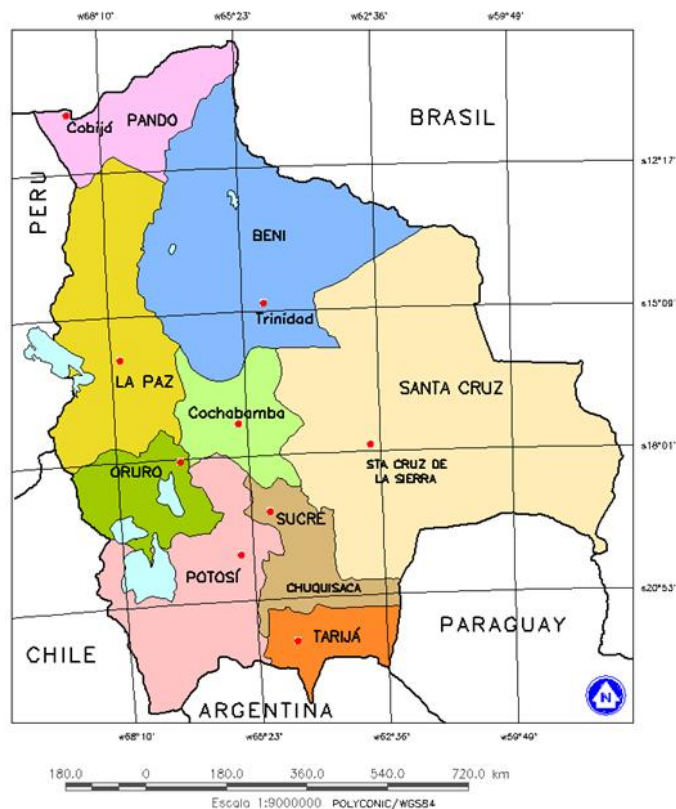 w68°10' w65°23' w62°36' w59°49'
BRASIL
PANDO
Cobijá
s12°17'
PERU
BENI
s15°09'
Trinidad
LA PAZ
SANTA CRUZ
Cochabamba
s18°01'
ORURO
STA CRUZ DE
LA SIERRA
SUCRE
POTOSÍ
CHUQUISACA
s20°53'
PARAGUAY
TARIJÁ
CHILE
N
ARGENTINA
w68°10' w65°23' w62°36' w59°49'
180.0 0 180.0 360.0 540.0 720.0 km
Escala 1:9000000 POLYCONIC/WGS84